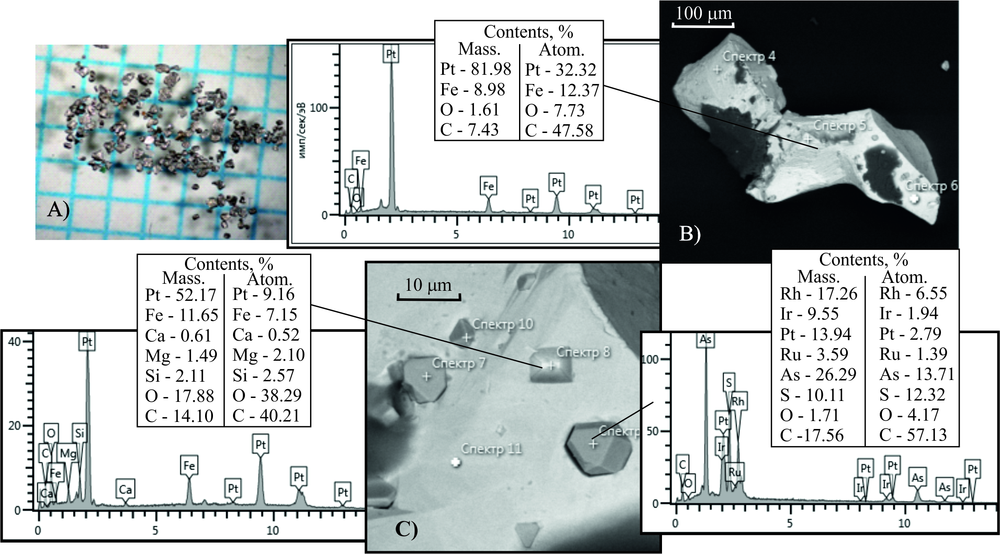 A)
Contents, %
Mass. Atom.
Pt - 81.98 Pt - 32.32
Fe - 8.98 Fe - 12.37
O - 1.61 O - 7.73
C - 7.43 C - 47.58
имп/сек/эВ
100
0
Pt
Fe
C
O
Fe
Pt
Pt
Pt
Pt
0 5 10
100 µm
Спектр 4
Спектр 5
Спектр 6
B)
Contents, %
Mass. Atom.
Pt - 52.17 Pt - 9.16
Fe - 11.65 Fe - 7.15
Ca - 0.61 Ca - 0.52
Mg - 1.49 Mg - 2.10
Si - 2.11 Si - 2.57
O - 17.88 O - 38.29
C - 14.10 C - 40.21
40
20
0
Pt
O
Si
C
Mg
Fe
Ca
Ca
Fe
Pt
Pt
Pt
Pt
0 5 10
10 µm
Спектр 10
Спектр 8
Спектр 7
Спектр
Спектр 11
C)
Contents, %
Mass. Atom.
Rh - 17.26 Rh - 6.55
Ir - 9.55 Ir - 1.94
Pt - 13.94 Pt - 2.79
Ru - 3.59 Ru - 1.39
As - 26.29 As - 13.71
S - 10.11 S - 12.32
O - 1.71 O - 4.17
C -17.56 C - 57.13
100
50
0
As
S
Rh
Pt
Ir
Ru
C
O
Pt
Ir
Pt
Ir
As
As
Pt
Ir
0 5 10